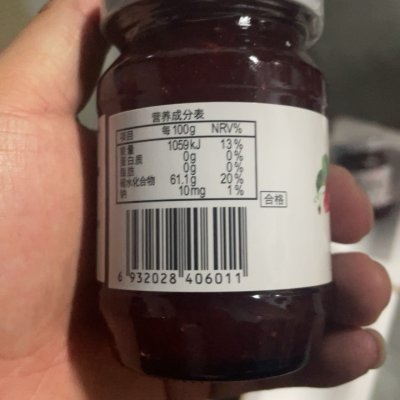 营养成分表
项目 每100g NRV%
能量 1059kJ 13%
蛋白质 0g 0%
脂肪 0g 0%
碳水化合物 61.1g 20%
钠 10mg 1%
合格
6 932028 406011